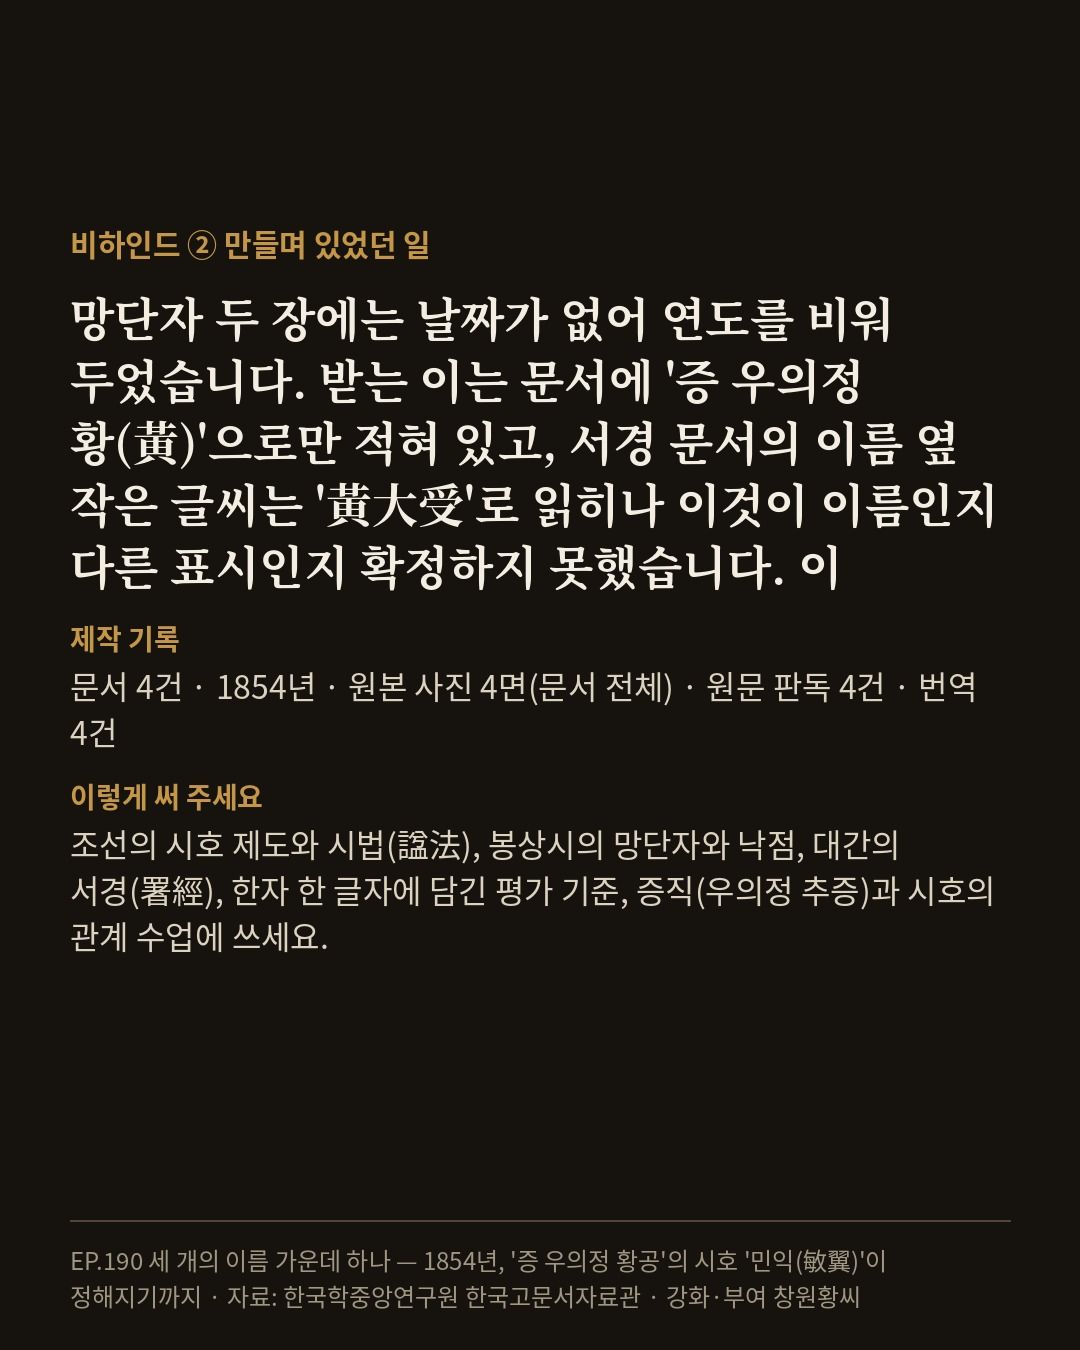 비하인드 ② 만들며 있었던 일
망단자 두 장에는 날짜가 없어 연도를 비워
두었습니다. 받는 이는 문서에 '증 우의정
황(黃)'으로만 적혀 있고, 서경 문서의 이름 옆
작은 글씨는 '黃大受'로 읽히나 이것이 이름인지
다른 표시인지 확정하지 못했습니다. 이
제작 기록
문서 4건 · 1854년 · 원본 사진 4면(문서 전체) · 원문 판독 4건 · 번역
4건
이렇게 써 주세요
조선의 시호 제도와 시법(諡法), 봉상시의 망단자와 낙점, 대간의
서경(署經), 한자 한 글자에 담긴 평가 기준, 증직(우의정 추증)과 시호의
관계 수업에 쓰세요.
EP.190 세 개의 이름 가운데 하나 — 1854년, '증 우의정 황공'의 시호 '민익(敏翼)'이
정해지기까지 · 자료: 한국학중앙연구원 한국고문서자료관 · 강화·부여 창원황씨